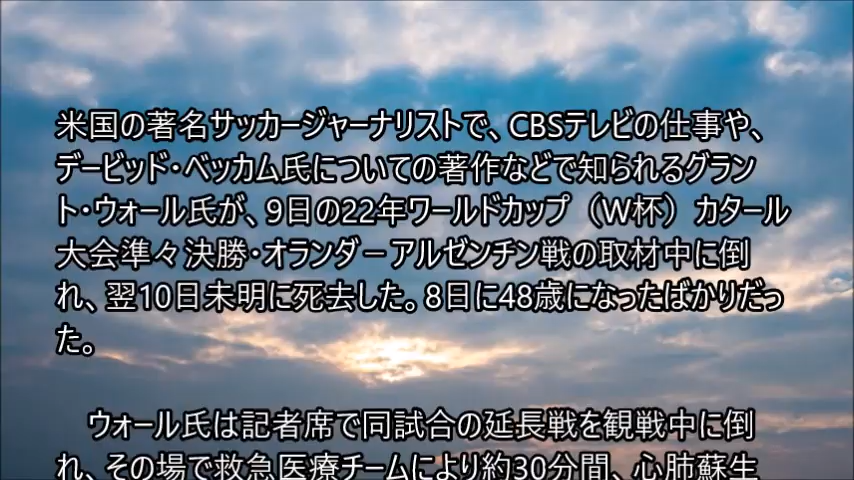 米国の著名サッカージャーナリストで、CBSテレビの仕事や、
デービッド・ベッカム氏についての著作などで知られるグラン
ト・ウォール氏が、9日の22年ワールドカップ（W杯）カタール
大会準々決勝・オランダ－アルゼンチン戦の取材中に倒
れ、翌10日未明に死去した。8日に48歳になったばかりだっ
た。
ウォール氏は記者席で同試合の延長戦を観戦中に倒
れ、その場で救急医療チームにより約30分間、心肺蘇生